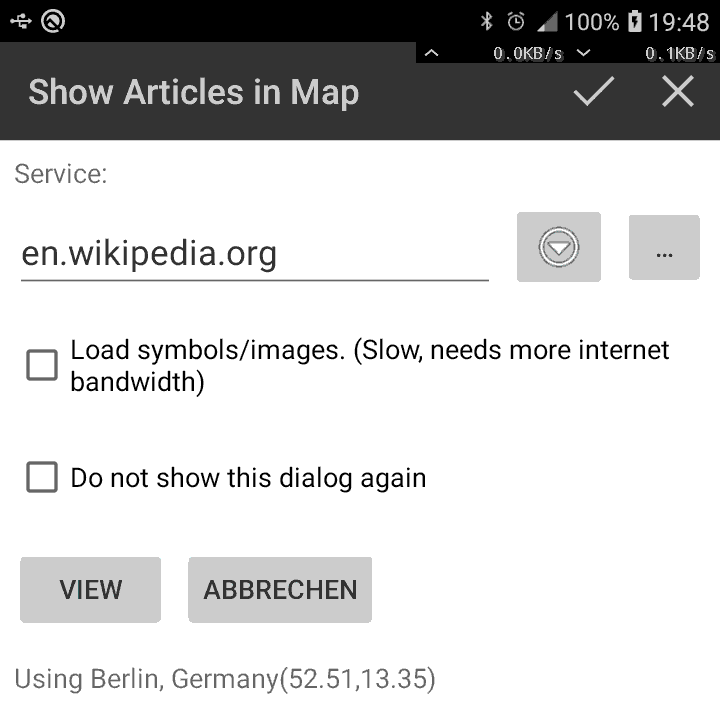 100% 19:48
0.0KB/s 0.1KB/s
Show Articles in Map
Service:
en.wikipedia.org
...
Load symbols/images. (Slow, needs more internet
bandwidth)
Do not show this dialog again
VIEW ABBRECHEN
Using Berlin, Germany(52.51,13.35)